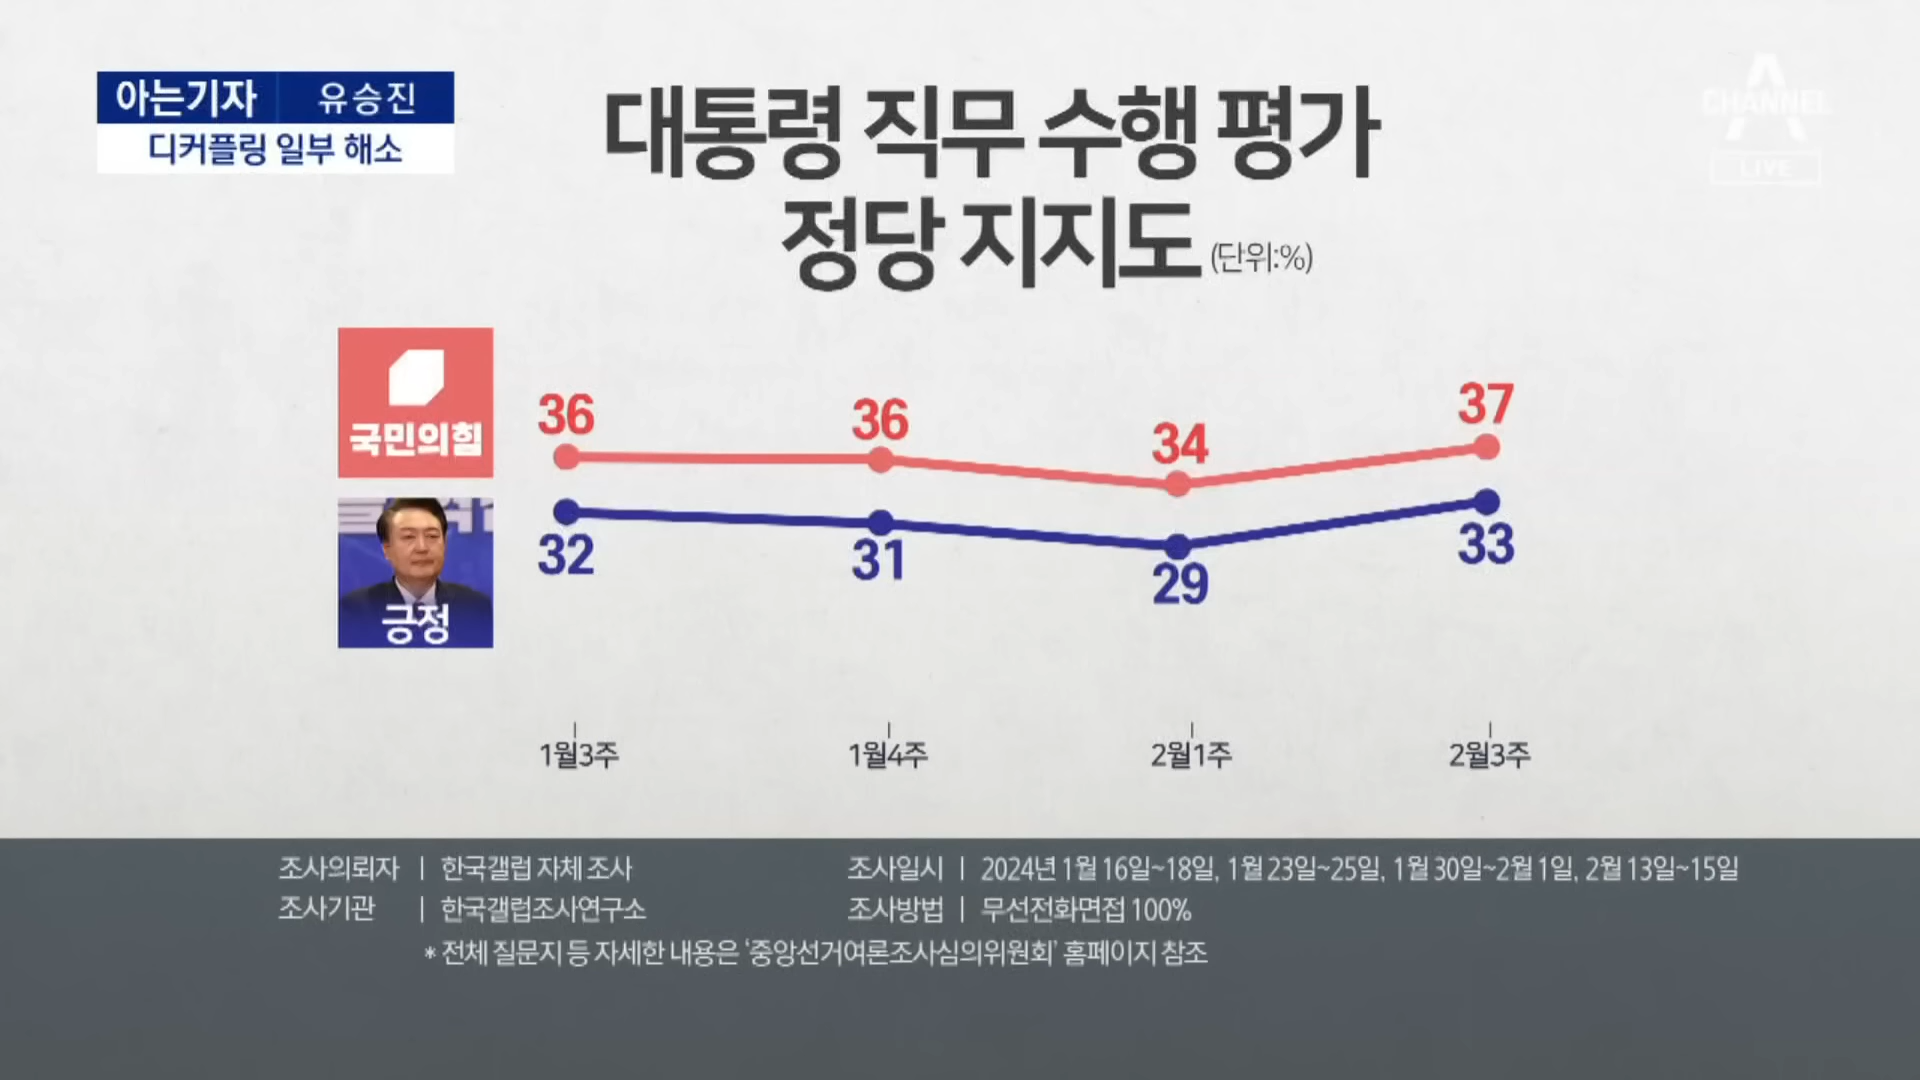 아는기자 유승진
디커플링 일부 해소
CHANNEL A
LIVE
대통령 직무 수행 평가
정당 지지도 (단위:%)
국민의힘
36 36 34 37
긍정
32 31 29 33
1월3주 1월4주 2월1주 2월3주
조사의뢰자 | 한국갤럽 자체 조사
조사일시 | 2024년 1월 16일~18일, 1월 23일~25일, 1월 30일~2월 1일, 2월 13일~15일
조사기관 | 한국갤럽조사연구소
조사방법 | 무선전화면접 100%
* 전체 질문지 등 자세한 내용은 ‘중앙선거여론조사심의위원회’ 홈페이지 참조